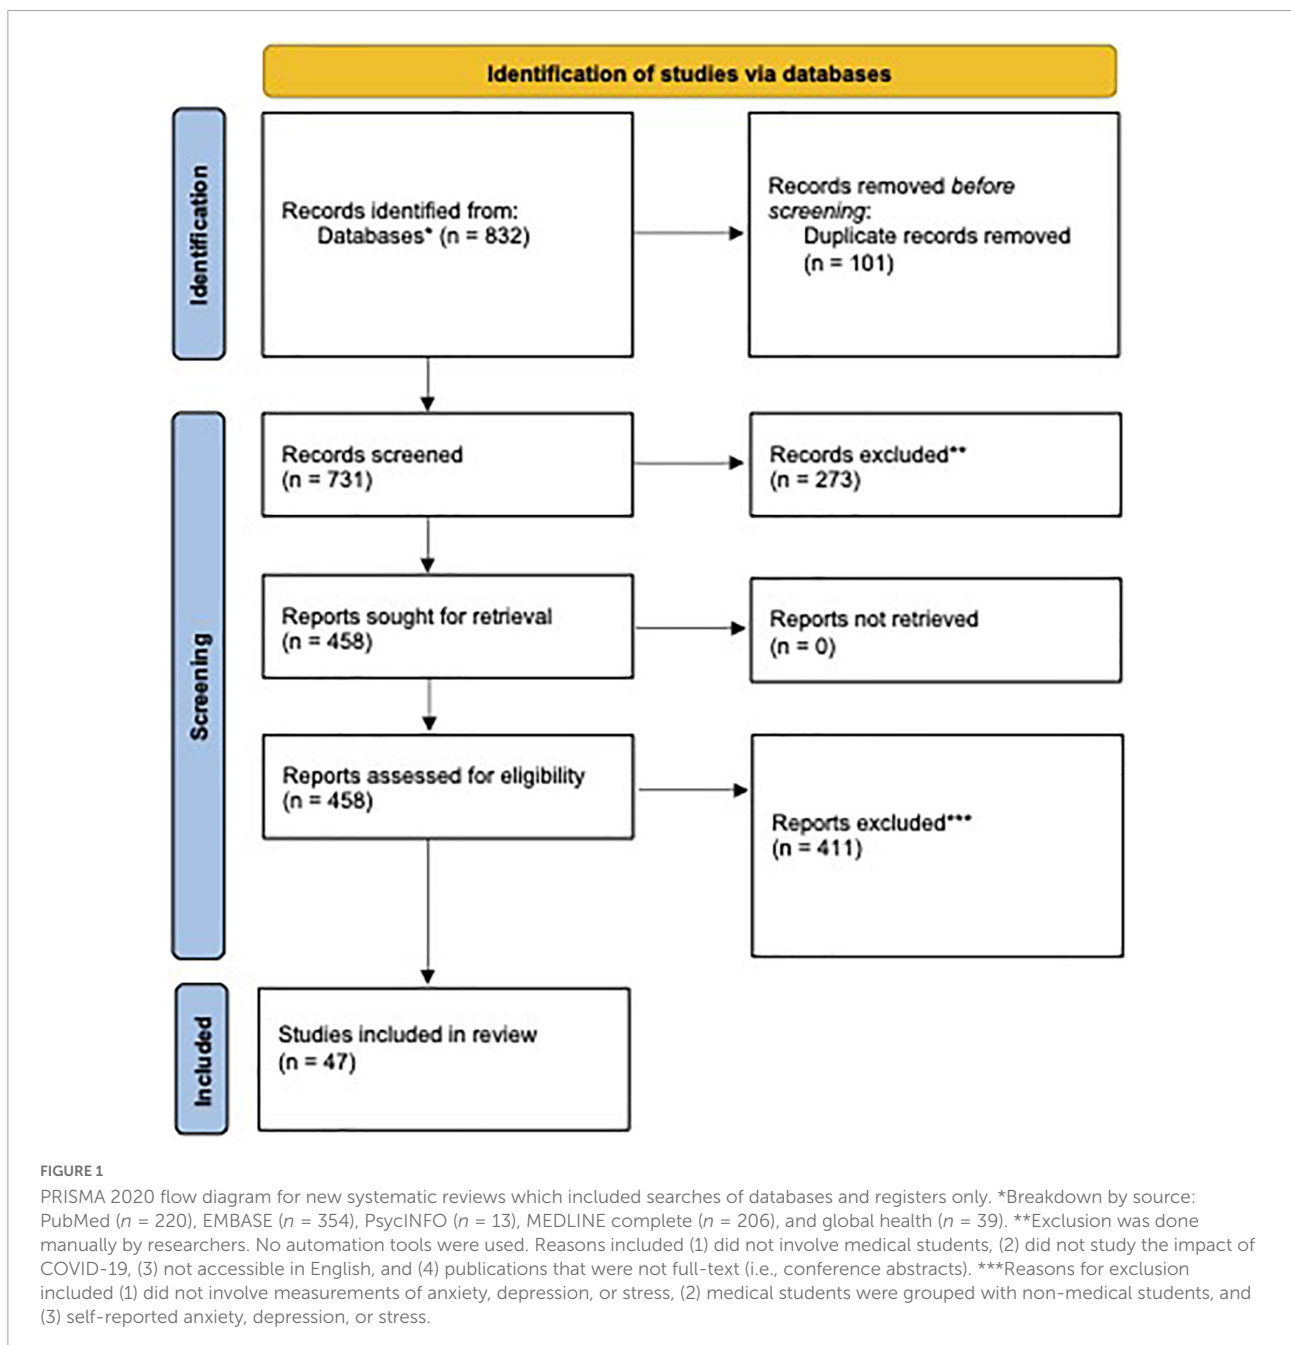 Identification of studies via databases
Identification
Records identified from:
Databases* (n = 832)
Records removed before
screening:
Duplicate records removed
(n = 101)
Screening
Records screened
(n = 731)
Records excluded**
(n = 273)
Reports sought for retrieval
(n = 458)
Reports not retrieved
(n = 0)
Reports assessed for eligibility
(n = 458)
Reports excluded***
(n = 411)
Included
Studies included in review
(n = 47)
FIGURE 1
PRISMA 2020 flow diagram for new systematic reviews which included searches of databases and registers only. *Breakdown by source:
PubMed (n = 220), EMBASE (n = 354), PsycINFO (n = 13), MEDLINE complete (n = 206), and global health (n = 39). **Exclusion was done
manually by researchers. No automation tools were used. Reasons included (1) did not involve medical students, (2) did not study the impact of
COVID-19, (3) not accessible in English, and (4) publications that were not full-text (i.e., conference abstracts). ***Reasons for exclusion
included (1) did not involve measurements of anxiety, depression, or stress, (2) medical students were grouped with non-medical students, and
(3) self-reported anxiety, depression, or stress.